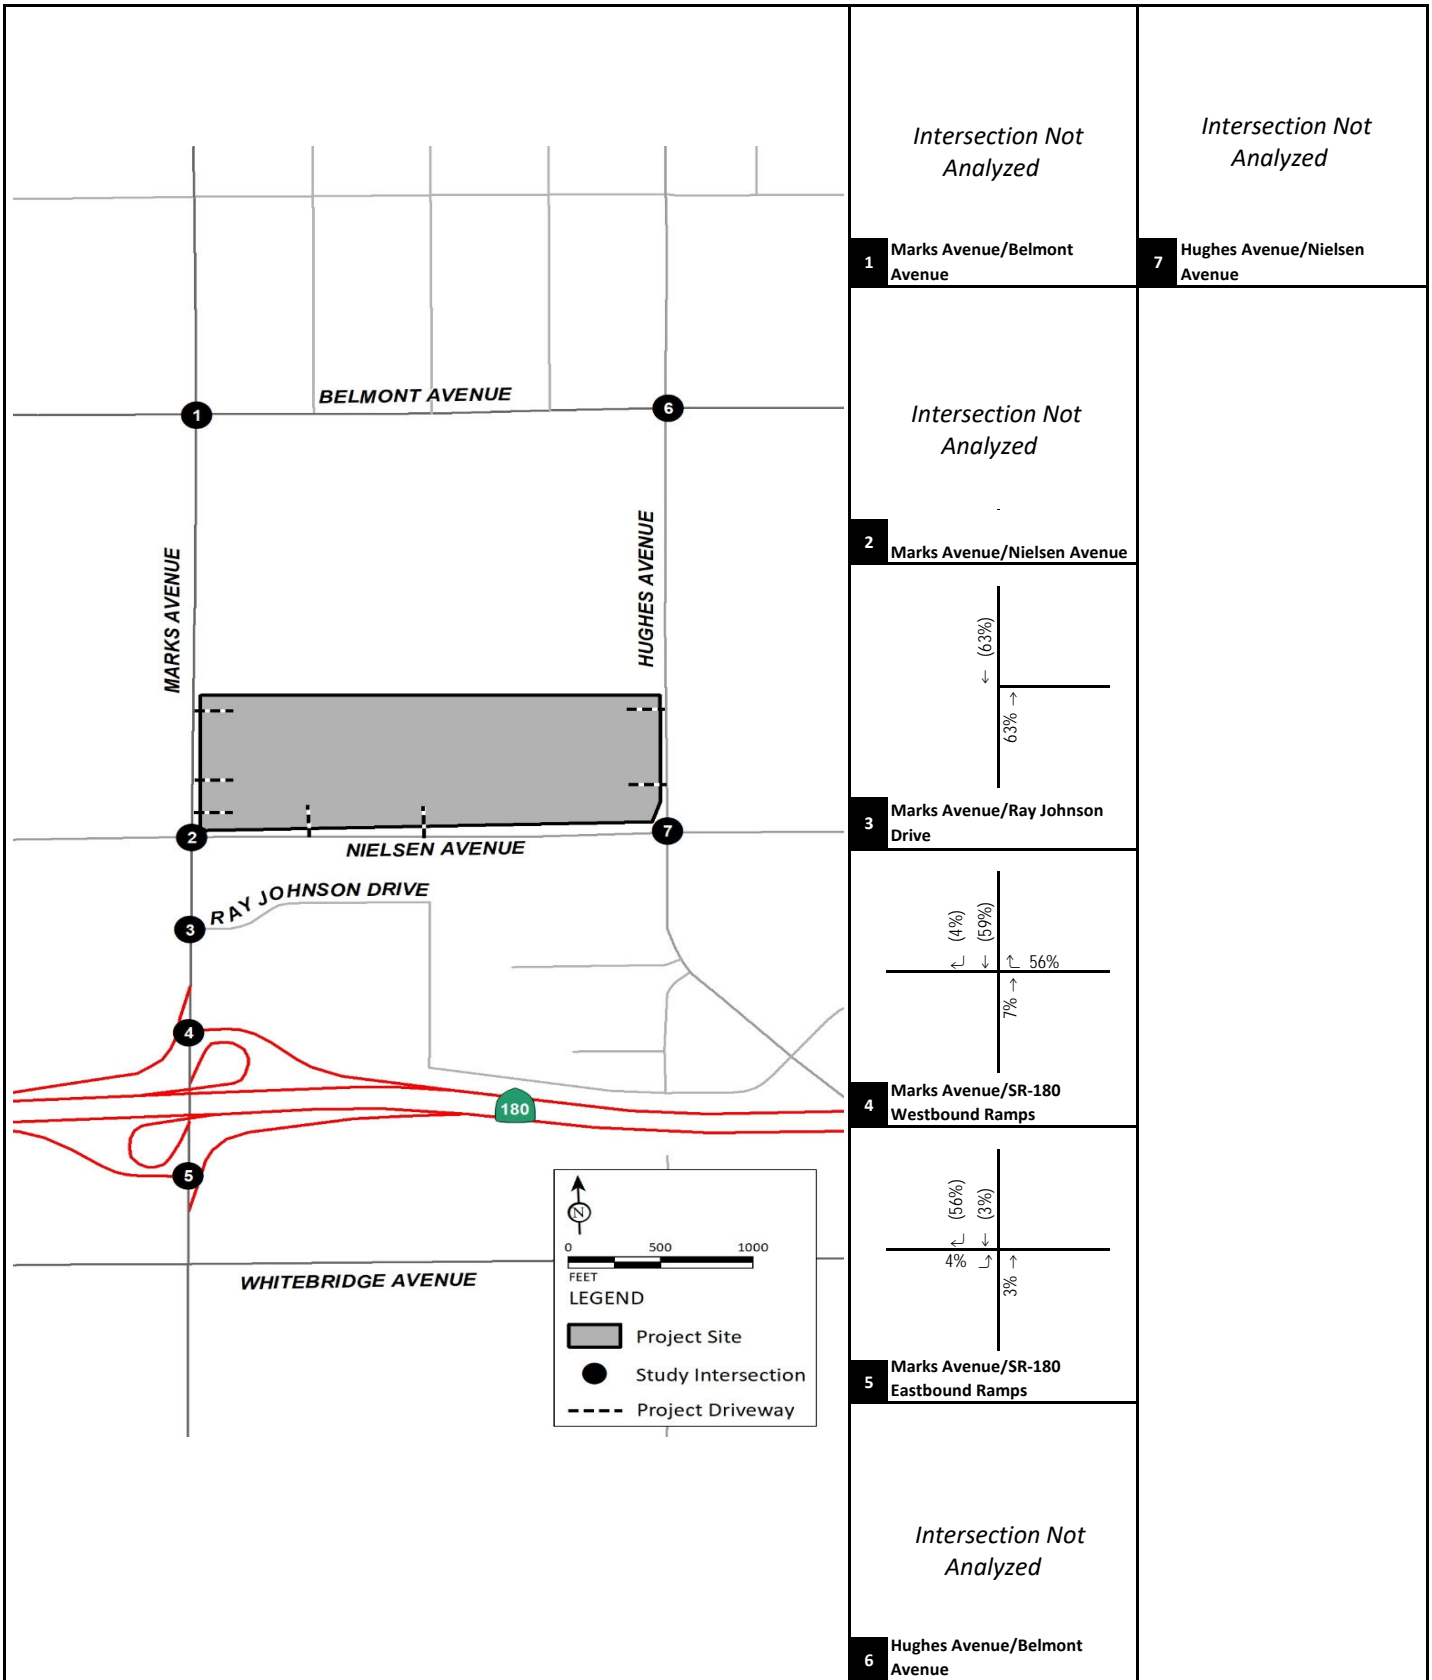 BELMONT AVENUE
1
6
MARKS AVENUE
HUGHES AVENUE
2
7
NIELSEN AVENUE
RAY JOHNSON DRIVE
3
4
180
5
WHITEBRIDGE AVENUE
N
0 500 1000
FEET
LEGEND
Project Site
Study Intersection
Project Driveway
Intersection Not
Analyzed
1 Marks Avenue/Belmont
Avenue
Intersection Not
Analyzed
7 Hughes Avenue/Nielsen
Avenue
Intersection Not
Analyzed
2 Marks Avenue/Nielsen Avenue
(63%)
63%
3 Marks Avenue/Ray Johnson
Drive
(4%)
(59%)
56%
7%
4 Marks Avenue/SR-180
Westbound Ramps
(56%)
(3%)
4%
3%
5 Marks Avenue/SR-180
Eastbound Ramps
Intersection Not
Analyzed
6 Hughes Avenue/Belmont
Avenue